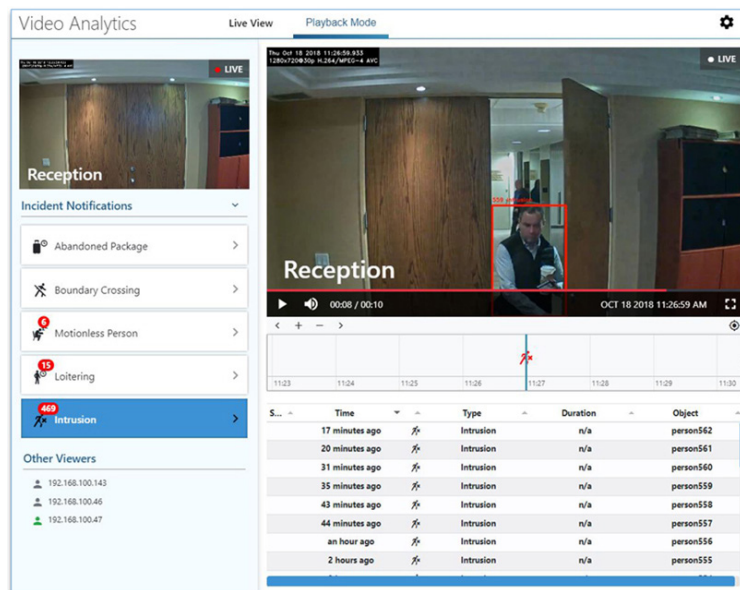 Video Analytics
Live View
Playback Mode
LIVE
Reception
Incident Notifications
Abandoned Package
Boundary Crossing
6
Motionless Person
15
Loitering
469
Intrusion
Other Viewers
192.168.100.143
192.168.100.46
192.168.100.47
Thu Oct 18 2018 11:26:59.933
1280x720@30p H.264/MPEG-4 AVC
LIVE
Reception
00:08 / 00:10
OCT 18 2018 11:26:59 AM
11:23 11:24 11:25 11:26 11:27 11:28 11:29 11:30
S... Time Type Duration Object
17 minutes ago Intrusion n/a person562
20 minutes ago Intrusion n/a person561
31 minutes ago Intrusion n/a person560
35 minutes ago Intrusion n/a person559
43 minutes ago Intrusion n/a person558
44 minutes ago Intrusion n/a person557
an hour ago Intrusion n/a person556
2 hours ago Intrusion n/a person555